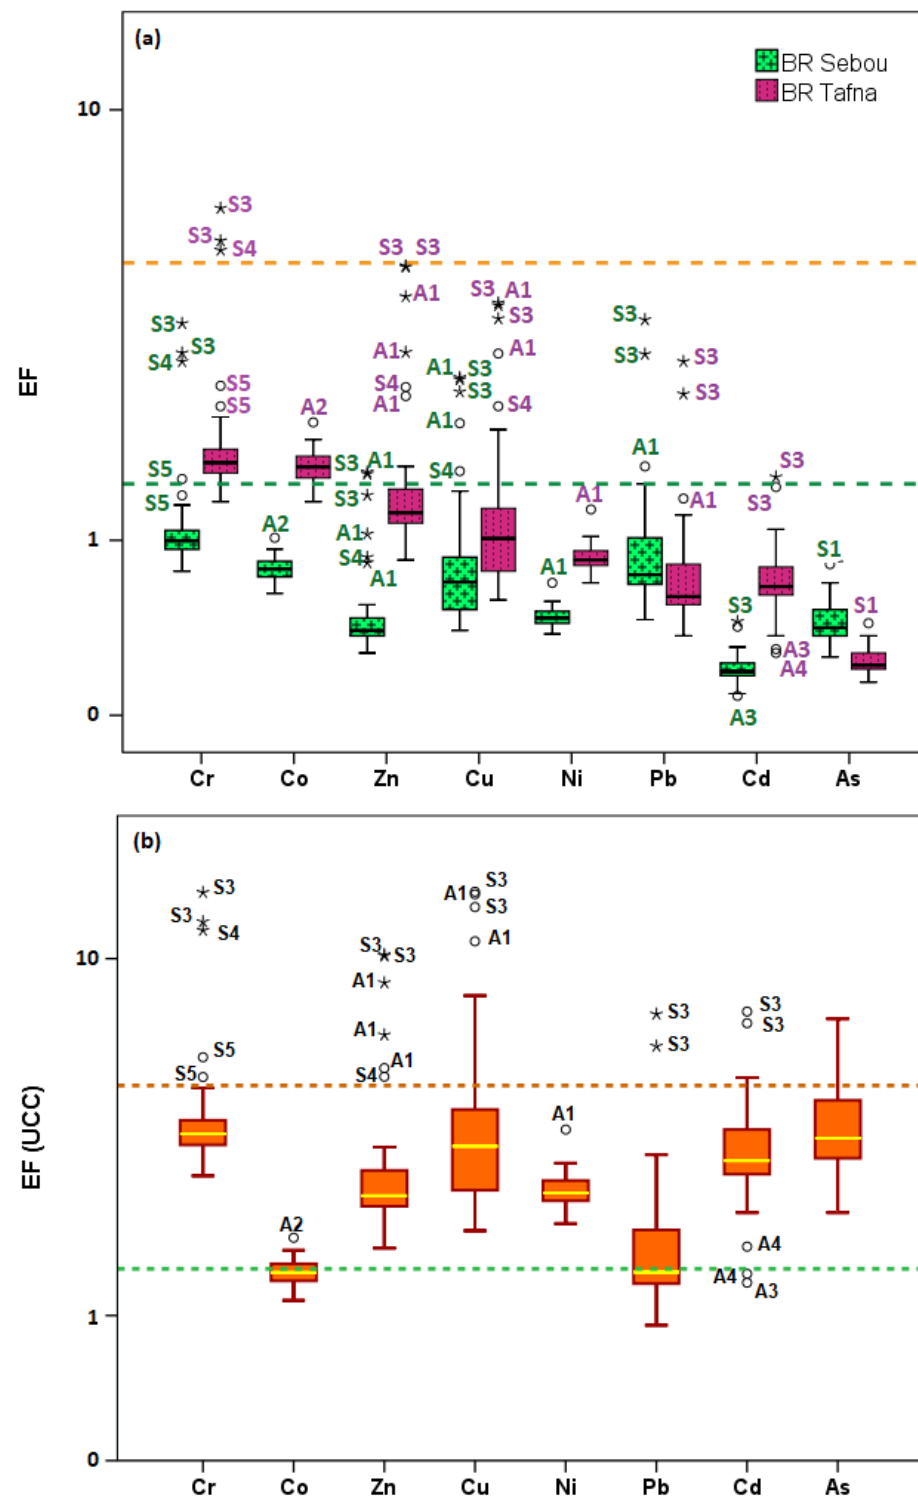 (a)
BR Sebou
BR Tafna
10
S3
S3
S4
S3 S3
A1
S3 A1
S3
S3
S3
S4
A1
A1
S3
S3
S4
A1
S5
S5
A2
A1
S3
S3
A1
S4
S3
S3
A1
S3
S5
S5
S3
A1
S3
S4
A1
A1
S3
A2
A1
S4
A1
A1
S1
1
A1
S3
S1
A3
A4
A3
0
EF
Cr Co Zn Cu Ni Pb Cd As
(b)
S3
S3
S4
S3
A1
S3
A1
10
S3
S3
A1
A1
S3
S3
S3
S3
S5
S5
A1
S4
A1
A2
A4
A4
A3
1
0
EF (UCC)
Cr Co Zn Cu Ni Pb Cd As